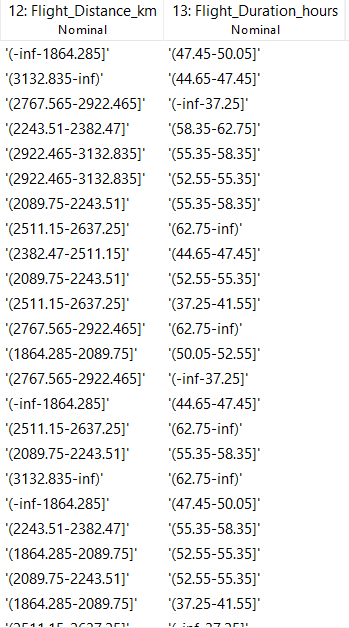 12: Flight_Distance_km 13: Flight_Duration_hours
Nominal Nominal
'(-inf-1864.285]' '(47.45-50.05]'
'(3132.835-inf)' '(44.65-47.45]'
'(2767.565-2922.465]' '(-inf-37.25]'
'(2243.51-2382.47]' '(58.35-62.75]'
'(2922.465-3132.835]' '(55.35-58.35]'
'(2922.465-3132.835]' '(52.55-55.35]'
'(2089.75-2243.51]' '(55.35-58.35]'
'(2511.15-2637.25]' '(62.75-inf)'
'(2382.47-2511.15]' '(44.65-47.45]'
'(2089.75-2243.51]' '(52.55-55.35]'
'(2511.15-2637.25]' '(37.25-41.55]'
'(2767.565-2922.465]' '(62.75-inf)'
'(1864.285-2089.75]' '(50.05-52.55]'
'(2767.565-2922.465]' '(-inf-37.25]'
'(-inf-1864.285]' '(44.65-47.45]'
'(2511.15-2637.25]' '(62.75-inf)'
'(2089.75-2243.51]' '(55.35-58.35]'
'(3132.835-inf)' '(62.75-inf)'
'(-inf-1864.285]' '(47.45-50.05]'
'(2243.51-2382.47]' '(55.35-58.35]'
'(1864.285-2089.75]' '(52.55-55.35]'
'(2089.75-2243.51]' '(52.55-55.35]'
'(1864.285-2089.75]' '(37.25-41.55]'
'(2511.15-2637.25]' '(-inf-37.25]'